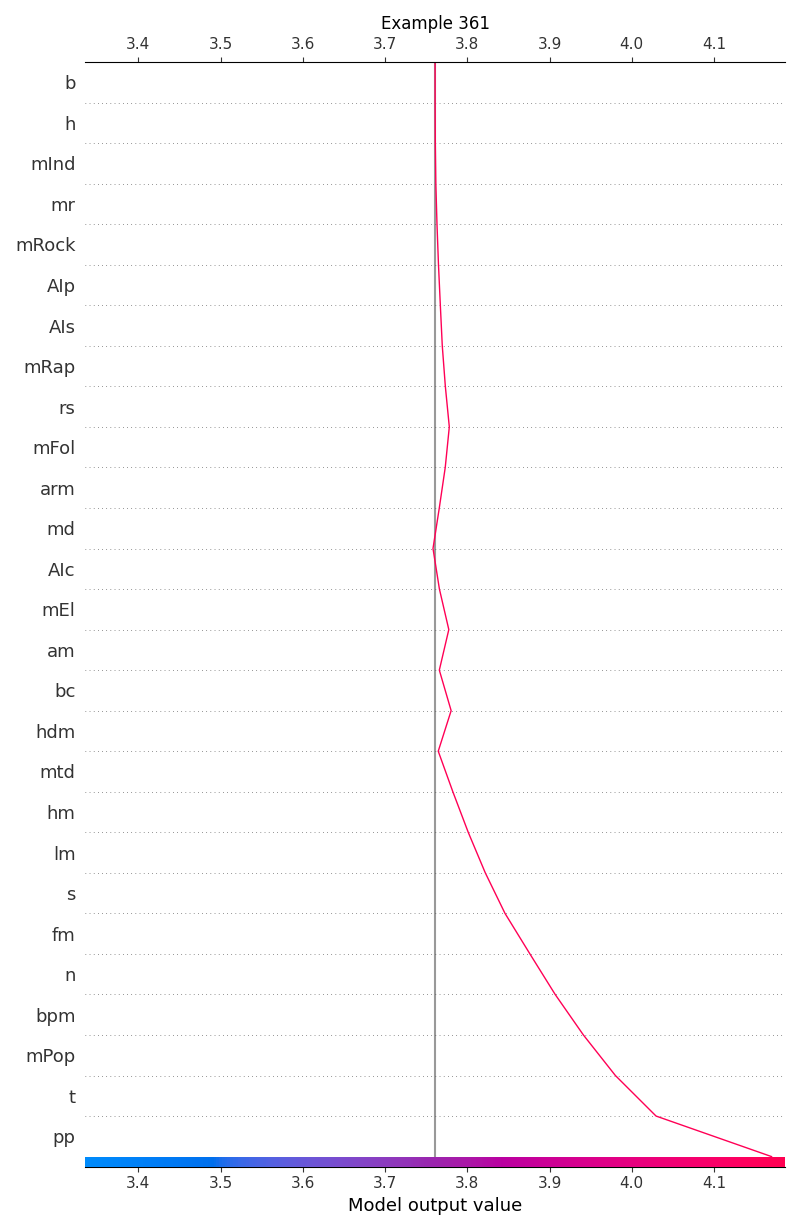 Example 361
3.4 3.5 3.6 3.7 3.8 3.9 4.0 4.1
b
h
mInd
mr
mRock
AIp
AIs
mRap
rs
mFol
arm
md
AIc
mEl
am
bc
hdm
mtd
hm
lm
s
fm
n
bpm
mPop
t
pp
3.4 3.5 3.6 3.7 3.8 3.9 4.0 4.1
Model output value